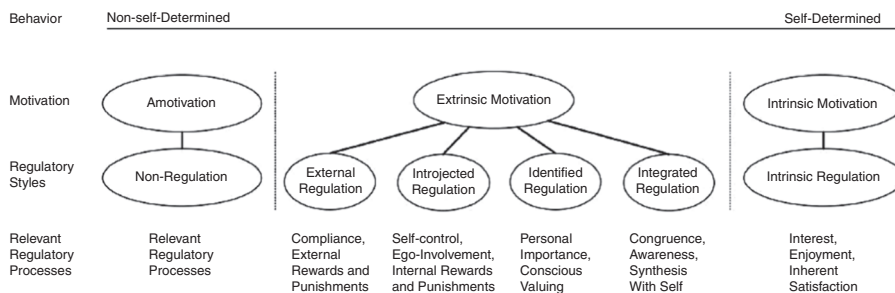 Behavior Non-self-Determined Self-Determined
Motivation Amotivation Extrinsic Motivation Intrinsic Motivation
Regulatory
Styles
Non-Regulation
External
Regulation
Introjected
Regulation
Identified
Regulation
Integrated
Regulation
Intrinsic Regulation
Relevant
Regulatory
Processes
Relevant
Regulatory
Processes
Compliance,
External
Rewards and
Punishments
Self-control,
Ego-Involvement,
Internal Rewards
and Punishments
Personal
Importance,
Conscious
Valuing
Congruence,
Awareness,
Synthesis
With Self
Interest,
Enjoyment,
Inherent
Satisfaction